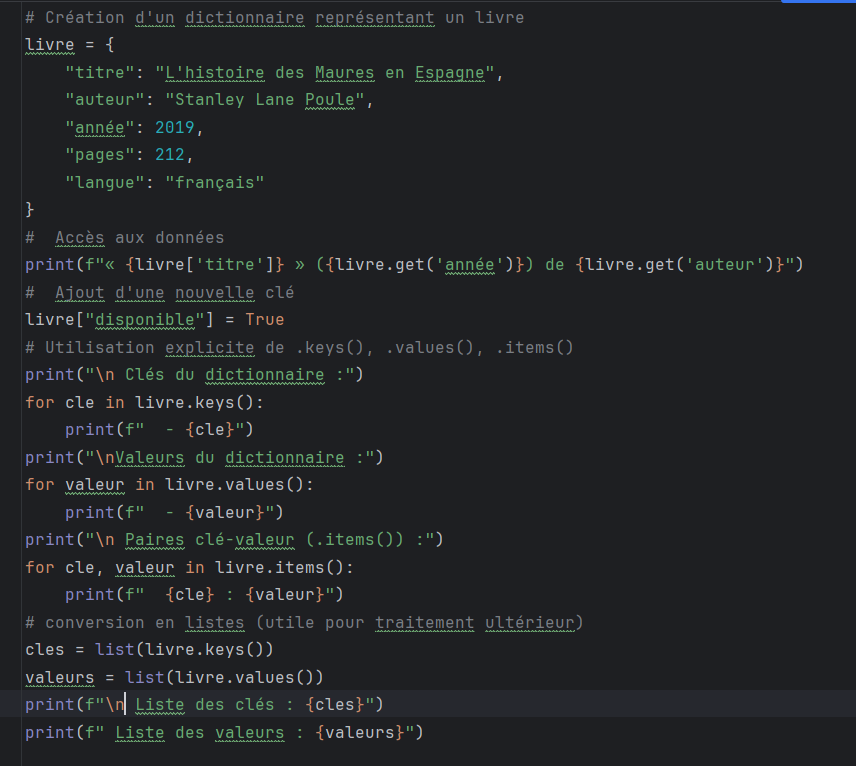 # Création d'un dictionnaire représentant un livre
livre = {
    "titre": "L'histoire des Maures en Espagne",
    "auteur": "Stanley Lane Poule",
    "année": 2019,
    "pages": 212,
    "langue": "français"
}
#  Accès aux données
print(f"« {livre['titre']} » ({livre.get('année')}) de {livre.get('auteur')}")
#  Ajout d'une nouvelle clé
livre["disponible"] = True
# Utilisation explicite de .keys(), .values(), .items()
print("\n Clés du dictionnaire :")
for cle in livre.keys():
    print(f"  - {cle}")
print("\nValeurs du dictionnaire :")
for valeur in livre.values():
    print(f"  - {valeur}")
print("\n Paires clé-valeur (.items()) :")
for cle, valeur in livre.items():
    print(f"  {cle} : {valeur}")
# conversion en listes (utile pour traitement ultérieur)
cles = list(livre.keys())
valeurs = list(livre.values())
print(f"\n Liste des clés : {cles}")
print(f" Liste des valeurs : {valeurs}")